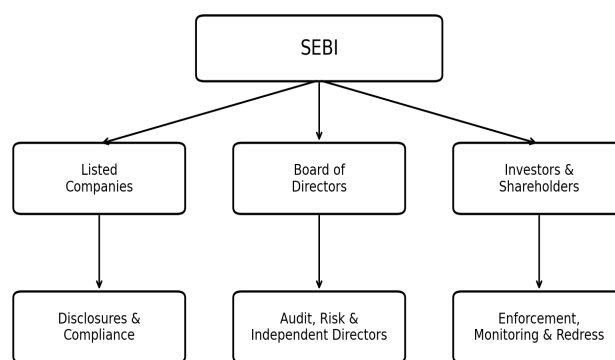 SEBI
Listed
Companies
Board of
Directors
Investors &
Shareholders
Disclosures &
Compliance
Audit, Risk &
Independent Directors
Enforcement,
Monitoring & Redress